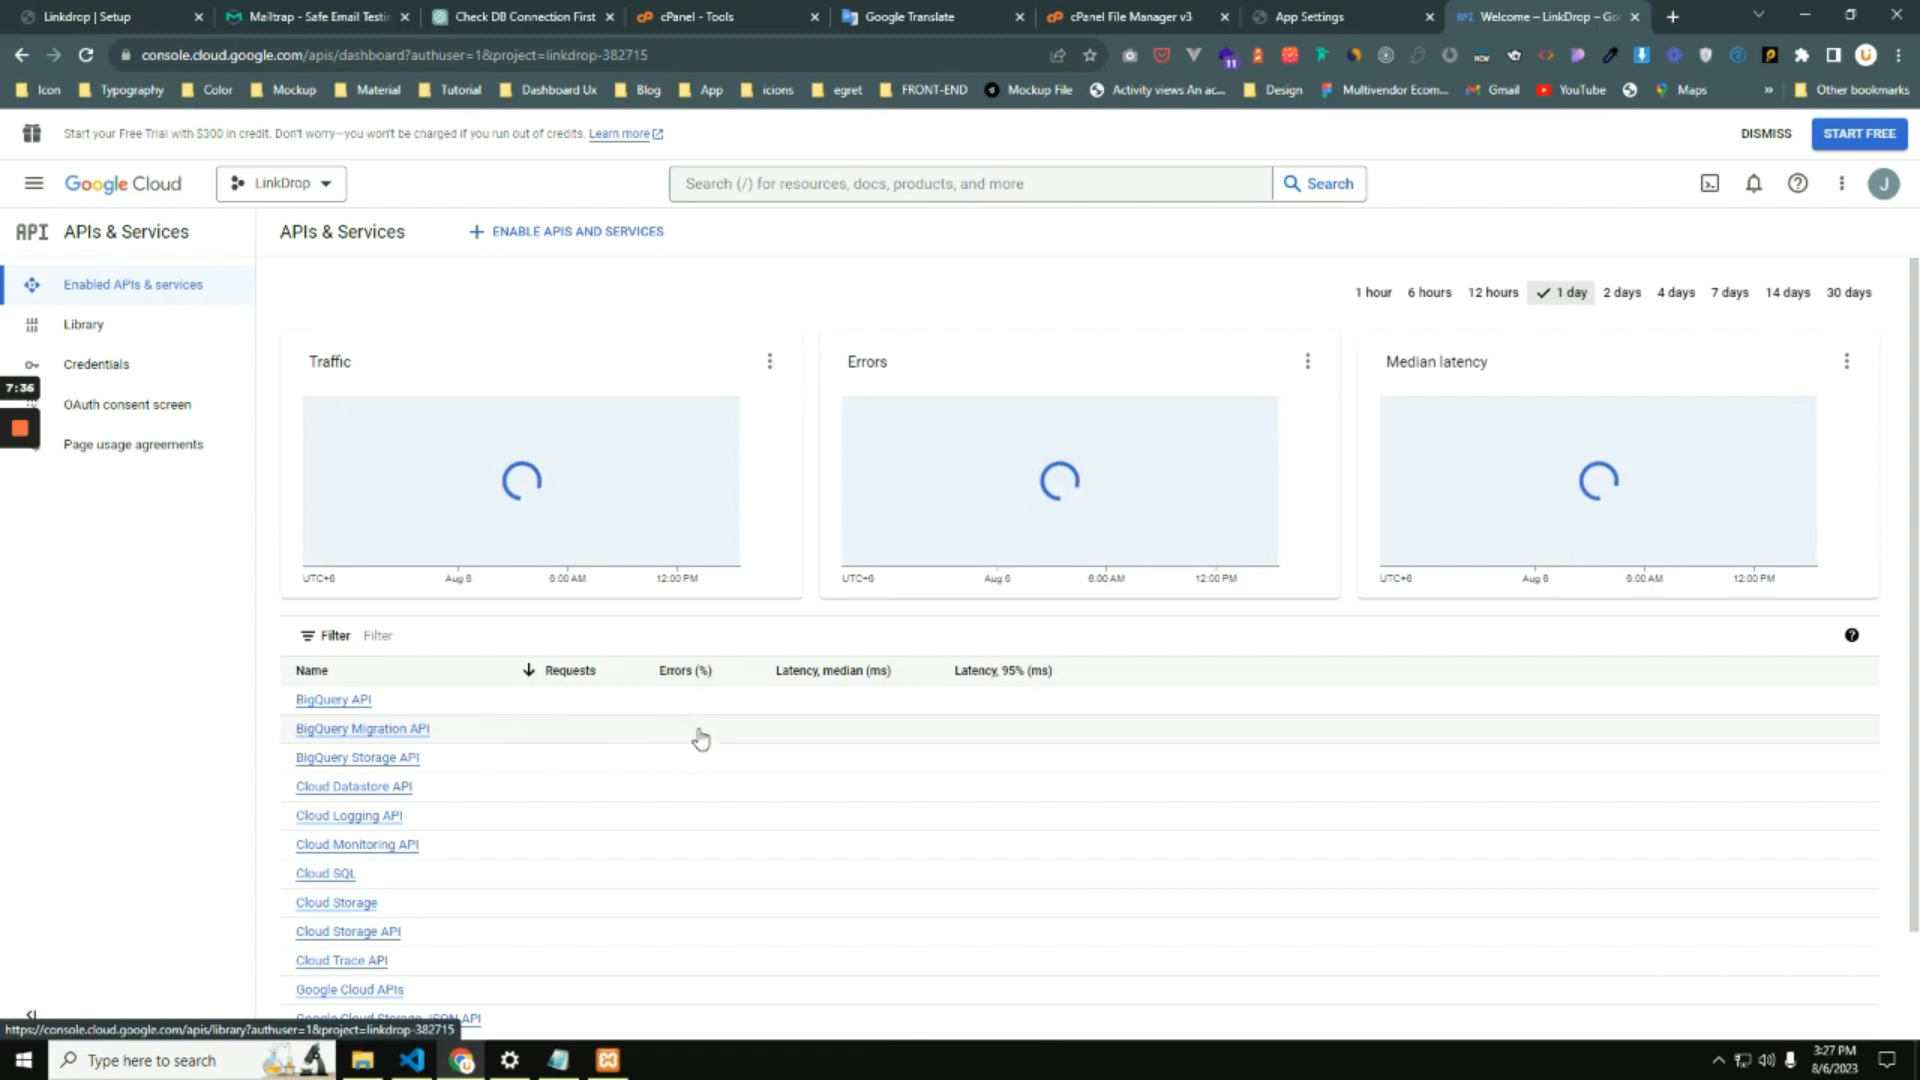 Linkdrop | Setup
Mailtrap - Safe Email Testin
Check DB Connection First
cPanel - Tools
Google Translate
cPanel File Manager v3
App Settings
Welcome – LinkDrop – Goo
console.cloud.google.com/apis/dashboard?authuser=1&project=linkdrop-382715
11
NEW
Icon
Typography
Color
Mockup
Material
Tutorial
Dashboard Ux
Blog
App
icions
egret
FRONT-END
Mockup File
Activity views An ac...
Design
Multivendor Ecom...
Gmail
YouTube
Maps
»
Other bookmarks
Start your Free Trial with $300 in credit. Don't worry—you won't be charged if you run out of credits. Learn more
DISMISS
START FREE
Google Cloud
LinkDrop
Search (/) for resources, docs, products, and more
Search
J
API APIs & Services
APIs & Services
ENABLE APIS AND SERVICES
Enabled APIs & services
Library
Credentials
OAuth consent screen
Page usage agreements
7:36
1 hour
6 hours
12 hours
1 day
2 days
4 days
7 days
14 days
30 days
Traffic
UTC+6
Aug 6
6:00 AM
12:00 PM
Errors
UTC+6
Aug 6
6:00 AM
12:00 PM
Median latency
UTC+6
Aug 6
6:00 AM
12:00 PM
Filter Filter
Name
Requests
Errors (%)
Latency, median (ms)
Latency, 95% (ms)
BigQuery API
BigQuery Migration API
BigQuery Storage API
Cloud Datastore API
Cloud Logging API
Cloud Monitoring API
Cloud SQL
Cloud Storage
Cloud Storage API
Cloud Trace API
Google Cloud APIs
Google Cloud Storage JSON API
https://console.cloud.google.com/apis/library?authuser=1&project=linkdrop-382715
Type here to search
3:27 PM
8/6/2023